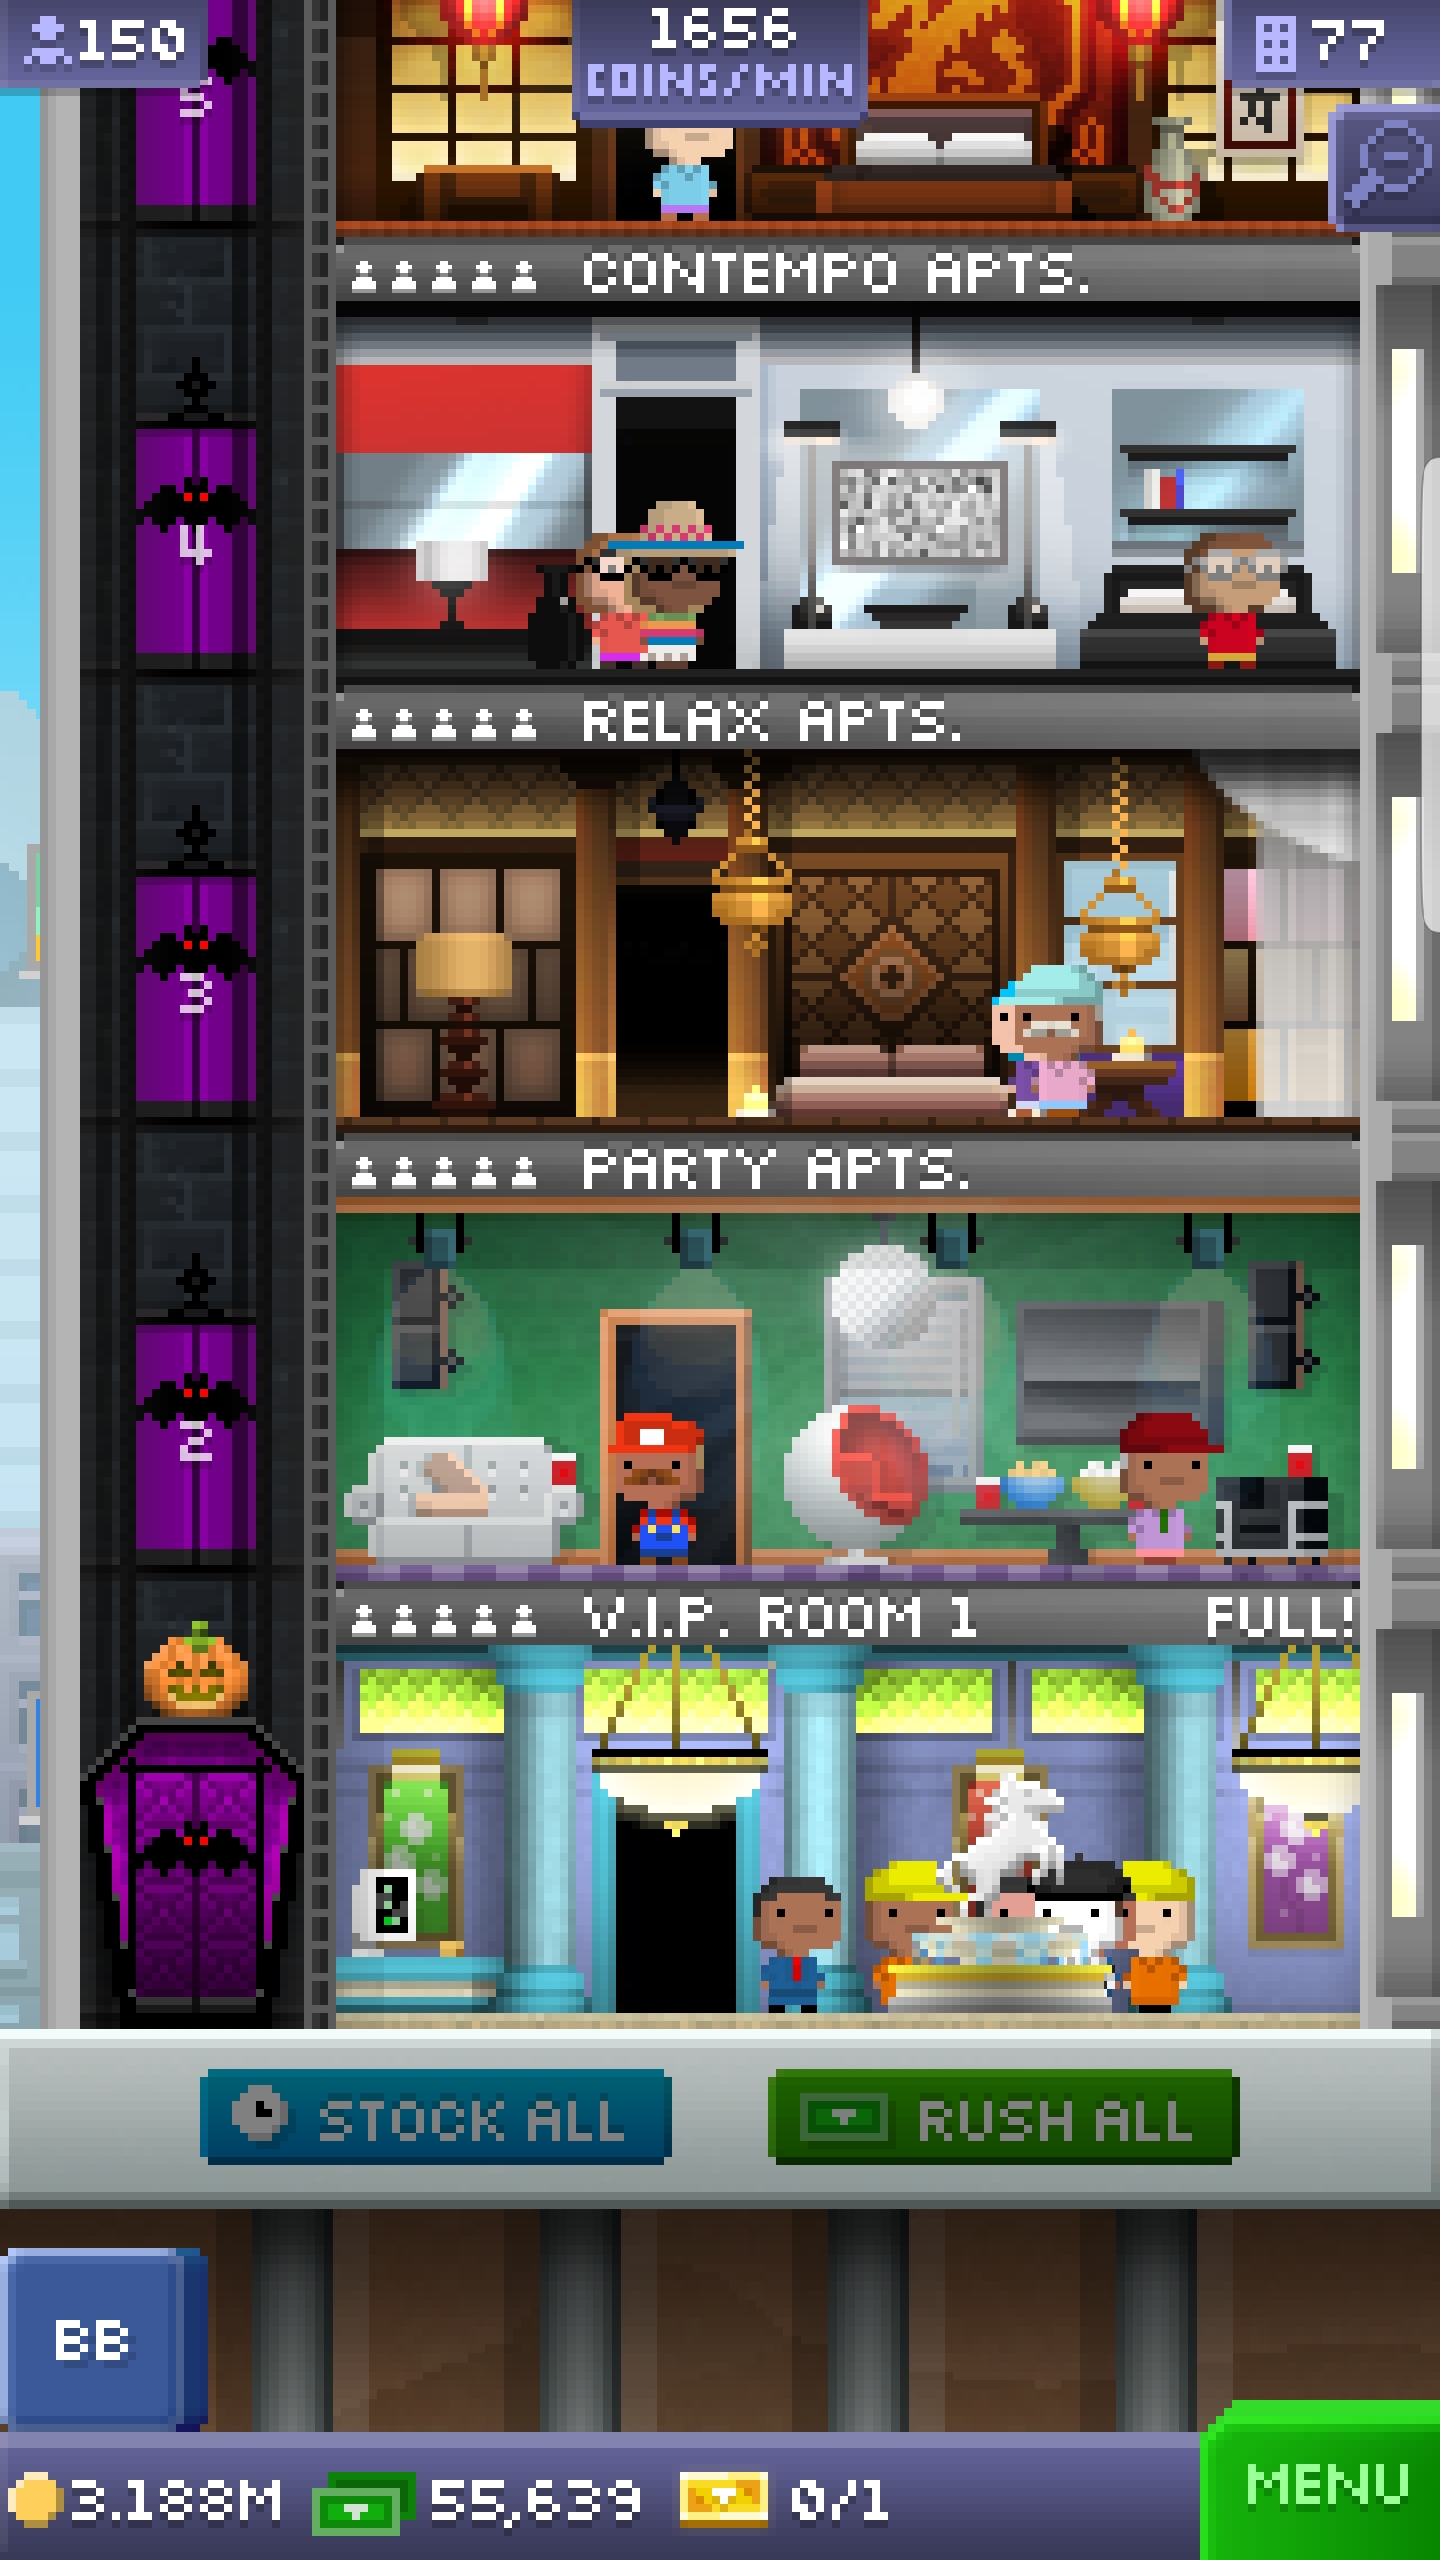 150
1656
COINS/MIN
77
5
CONTEMPO APTS.
4
RELAX APTS.
3
PARTY APTS.
2
V.I.P. ROOM 1 FULL!
STOCK ALL
RUSH ALL
BB
3.188M 55,639 0/1
MENU